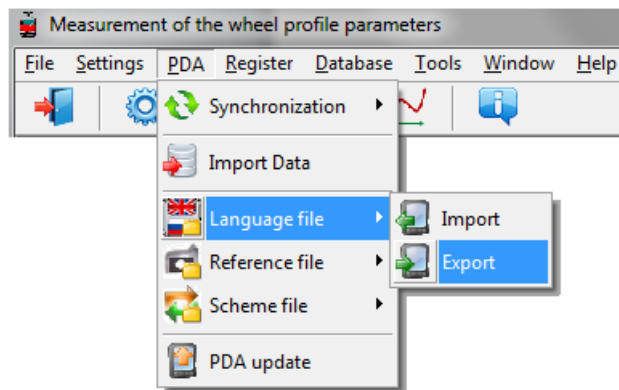 Measurement of the wheel profile parameters
File Settings PDA Register Database Tools Window Help
Synchronization
Import Data
Language file
Import
Reference file
Export
Scheme file
PDA update